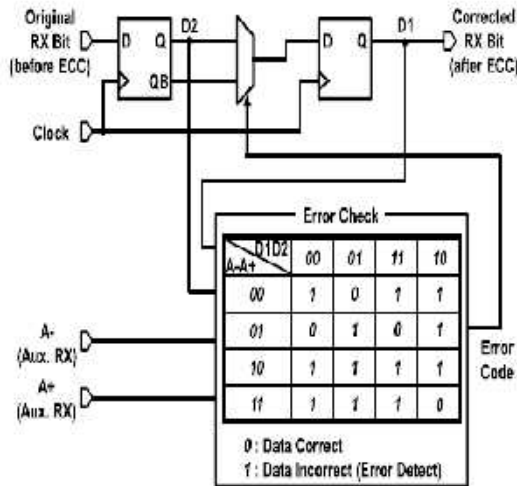 Original
RX Bit
(before ECC)
D Q
QB
D2
D Q
D1
Corrected
RX Bit
(after ECC)
Clock
Error Check
D1D2
A-A+
00 01 11 10
00 1 0 1 1
01 0 1 0 1
10 1 1 1 1
11 1 1 1 0
0 : Data Correct
1 : Data Incorrect (Error Detect)
A-
(Aux. RX)
A+
(Aux. RX)
Error
Code